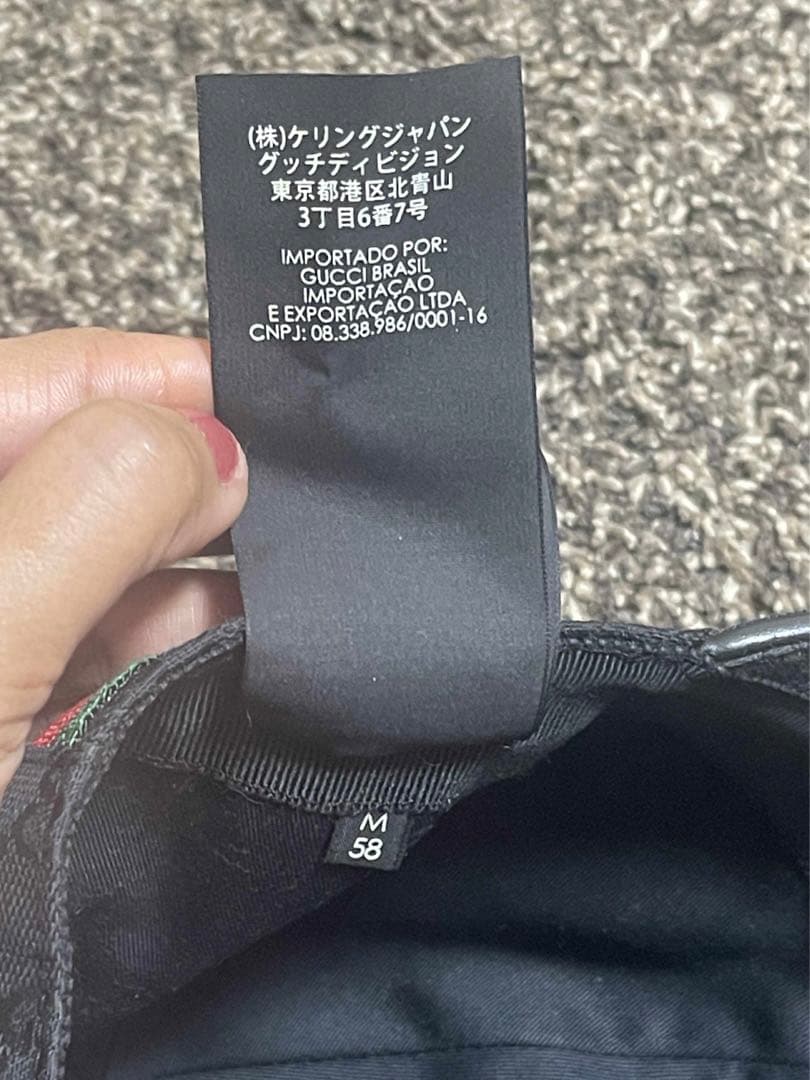 (株)ケリングジャパン
グッチディビジョン
東京都港区北青山
3丁目6番7号
IMPORTADO POR:
GUCCI BRASIL
IMPORTAÇAO
E EXPORTAÇAO LTDA
CNPJ: 08.338.986/0001-16
M
58